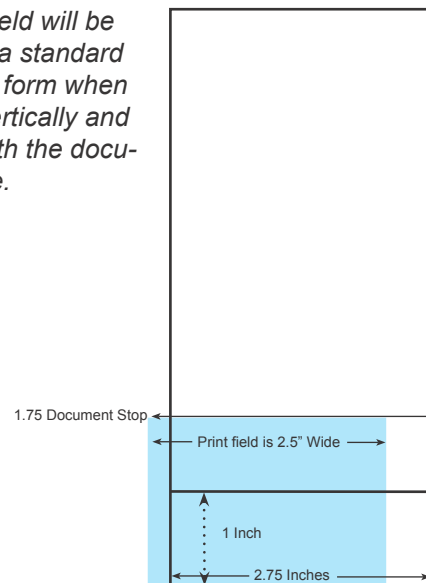 eld will be
a standard
form when
ertically and
th the docu-
e.
1.75 Document Stop
Print field is 2.5" Wide
1 Inch
2.75 Inches